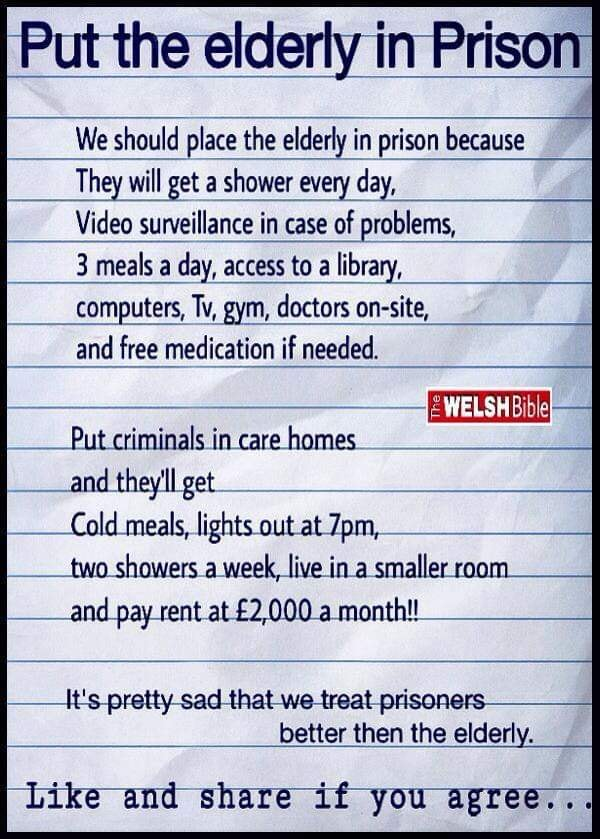 Put the elderly in Prison
We should place the elderly in prison because
They will get a shower every day,
Video surveillance in case of problems,
3 meals a day, access to a library,
computers, Tv, gym, doctors on-site,
and free medication if needed.
The WELSH Bible
Put criminals in care homes
and they'll get
Cold meals, lights out at 7pm,
two showers a week, live in a smaller room
and pay rent at £2,000 a month!!
It's pretty sad that we treat prisoners
better then the elderly.
Like and share if you agree...